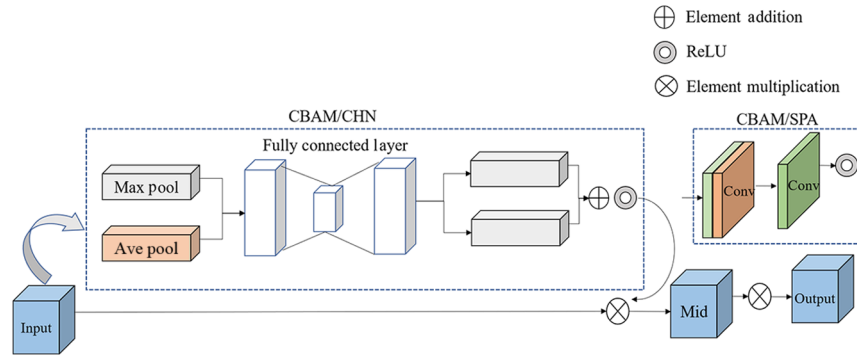 Element addition
ReLU
Element multiplication
CBAM/CHN
CBAM/SPA
Fully connected layer
Max pool
Ave pool
Conv
Conv
Input
Mid
Output